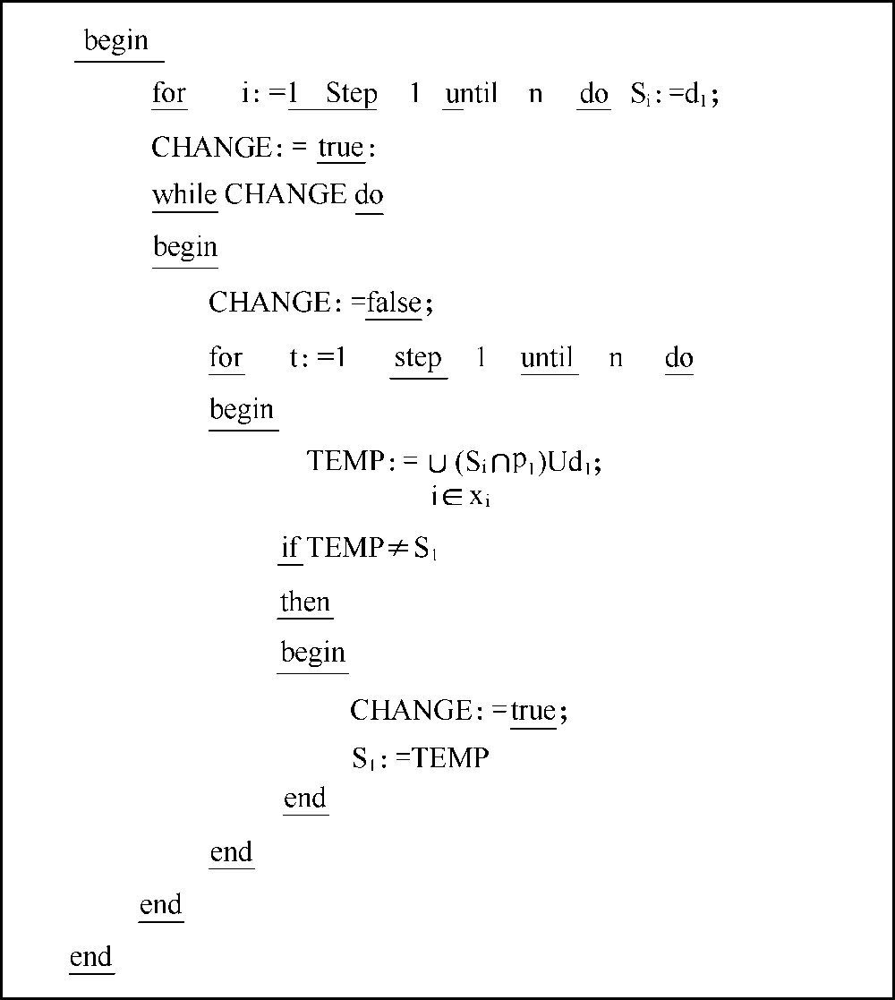 begin
for i:=1 Step 1 until n do Sᵢ:=d₁;
CHANGE:= true:
while CHANGE do
begin
CHANGE:=false;
for t:=1 step 1 until n do
begin
TEMP:= ∪ (Sᵢ∩p₁)Ud₁;
i∈xᵢ
if TEMP≠S₁
then
begin
CHANGE:=true;
S₁:=TEMP
end
end
end
end